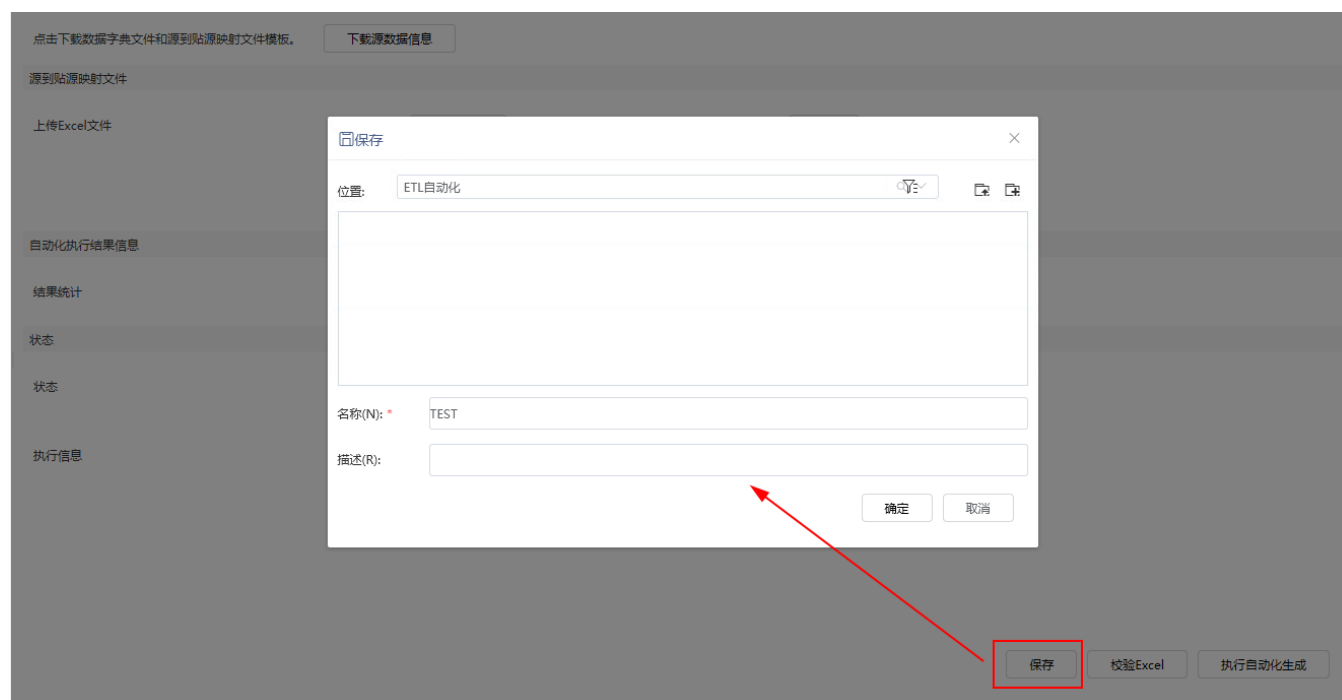 点击下载数据字典文件和源到贴源映射文件模板。 下载源数据信息
源到贴源映射文件
上传Excel文件
保存
位置: ETL自动化
自动化执行结果信息
结果统计
状态
状态
名称(N): * TEST
执行信息
描述(R):
确定 取消
保存 校验Excel 执行自动化生成